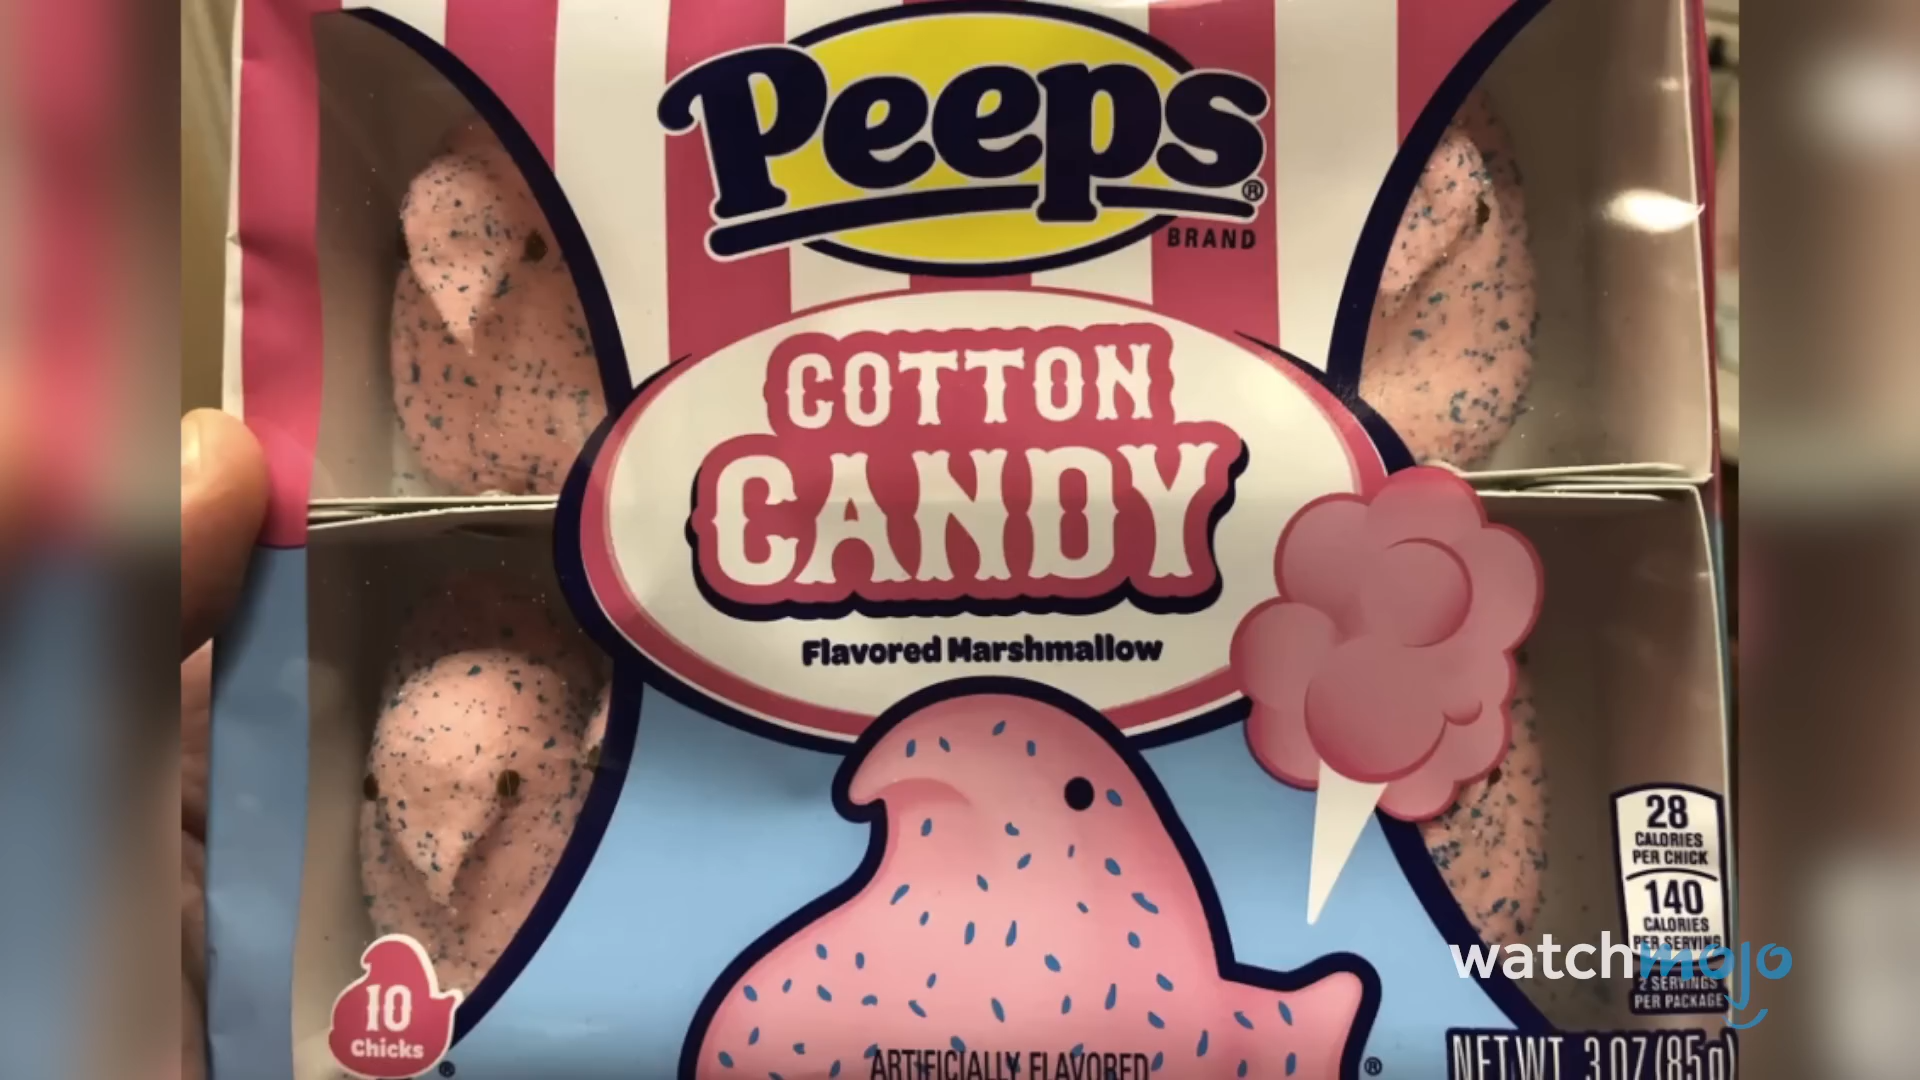 Peeps®
BRAND
COTTON
CANDY
Flavored Marshmallow
28
CALORIES
PER CHICK
140
CALORIES
PER SERVING
2 SERVINGS
PER PACKAGE
watchmojo
10
Chicks
®
ARTIFICIALLY FLAVORED
®
NET WT. 3 OZ (85g)